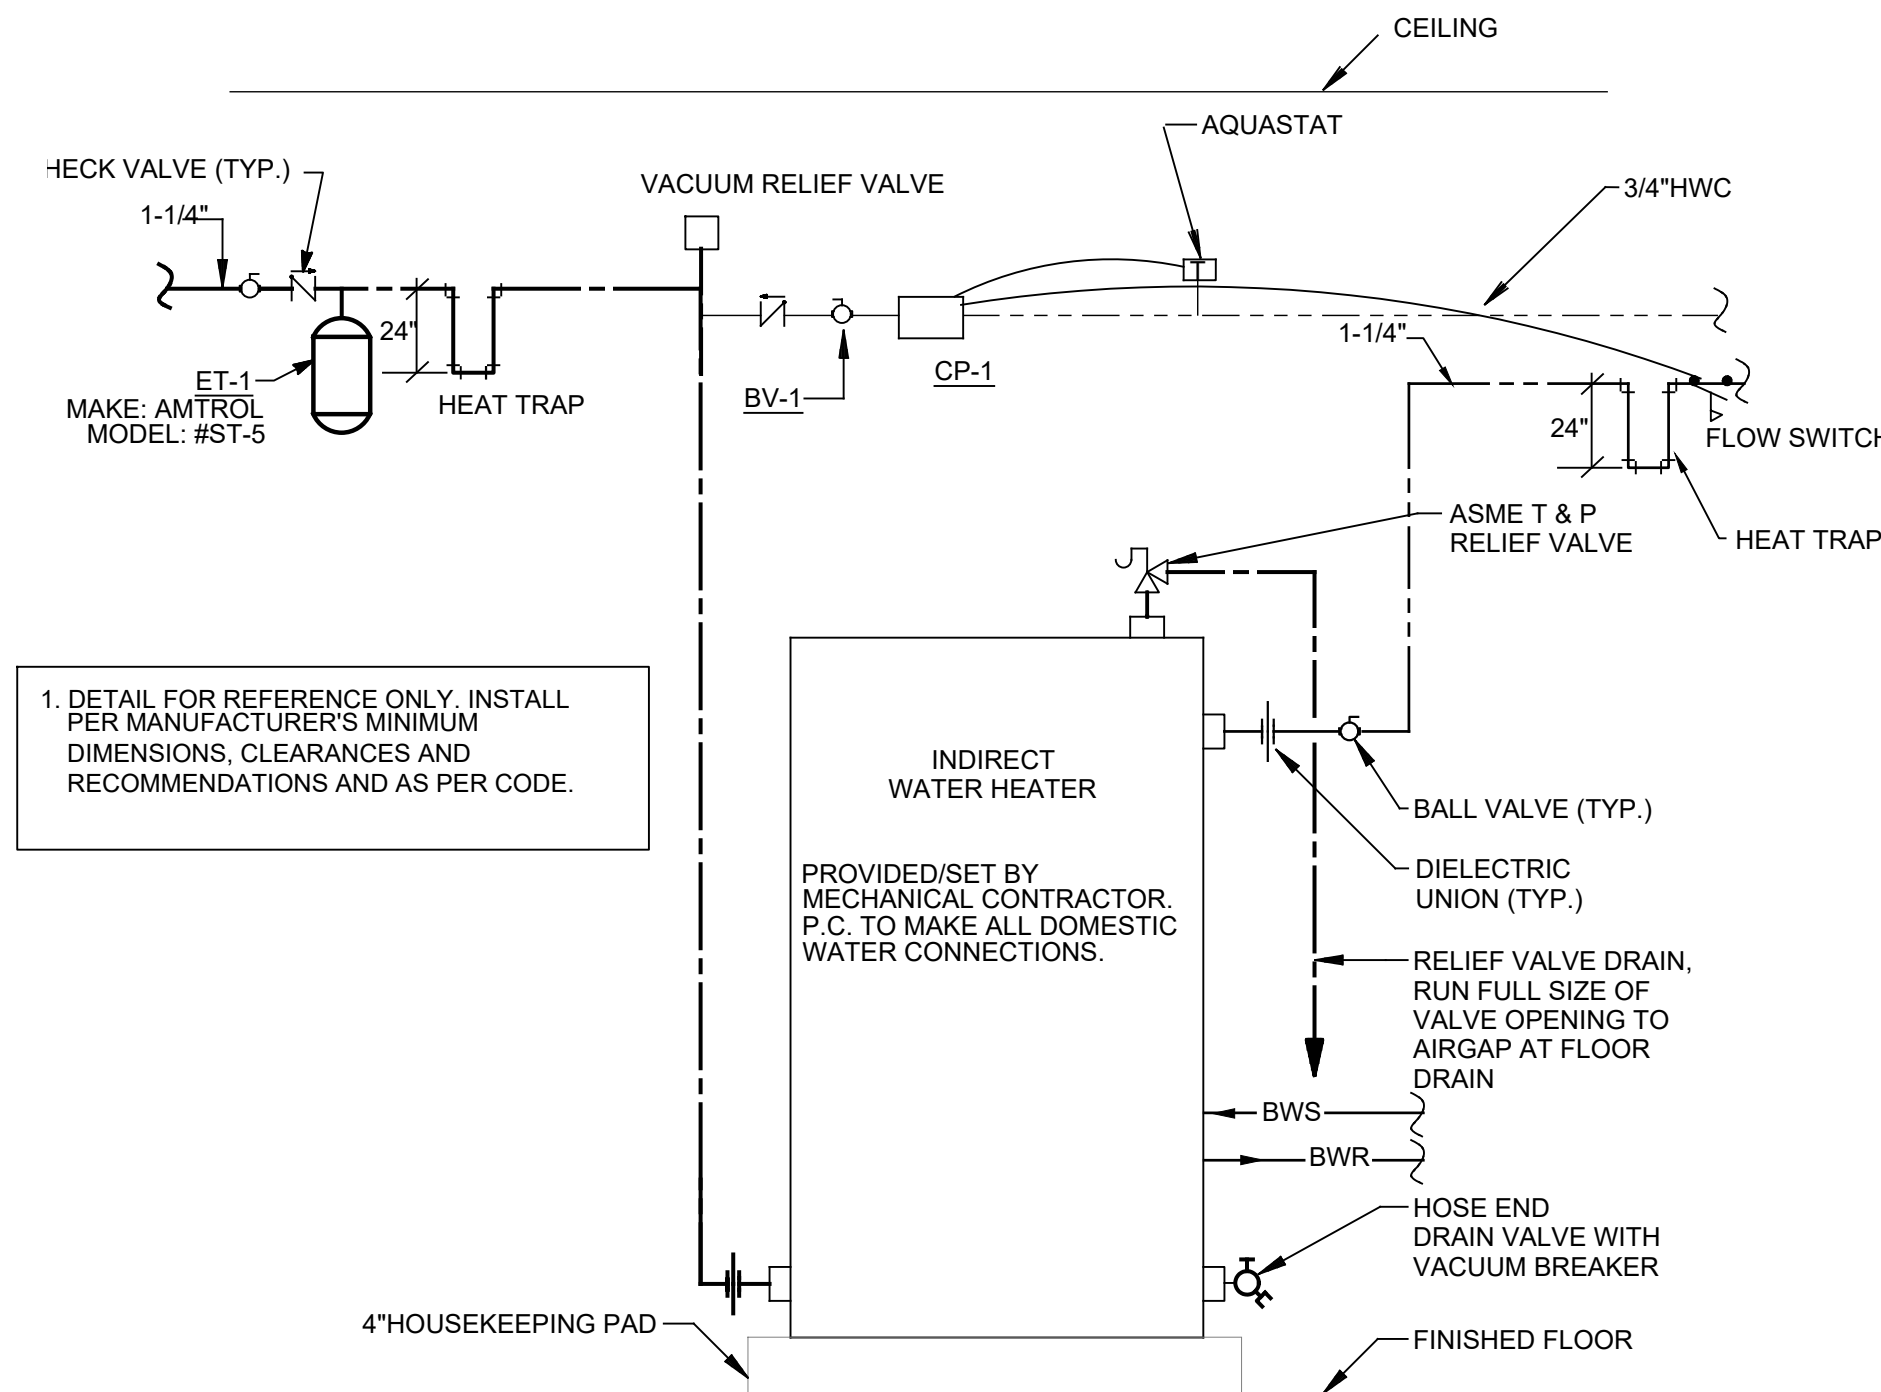 CEILING
AQUASTAT
HECK VALVE (TYP.)
VACUUM RELIEF VALVE
3/4"HWC
1-1/4"
24"
1-1/4"
ET-1
MAKE: AMTROL
MODEL: #ST-5
HEAT TRAP
BV-1
CP-1
24"
FLOW SWITCH
ASME T & P
RELIEF VALVE
HEAT TRAP
1. DETAIL FOR REFERENCE ONLY. INSTALL
PER MANUFACTURER'S MINIMUM
DIMENSIONS, CLEARANCES AND
RECOMMENDATIONS AND AS PER CODE.
INDIRECT
WATER HEATER
PROVIDED/SET BY
MECHANICAL CONTRACTOR.
P.C. TO MAKE ALL DOMESTIC
WATER CONNECTIONS.
BALL VALVE (TYP.)
DIELECTRIC
UNION (TYP.)
RELIEF VALVE DRAIN,
RUN FULL SIZE OF
VALVE OPENING TO
AIRGAP AT FLOOR
DRAIN
BWS
BWR
HOSE END
DRAIN VALVE WITH
VACUUM BREAKER
4"HOUSEKEEPING PAD
FINISHED FLOOR